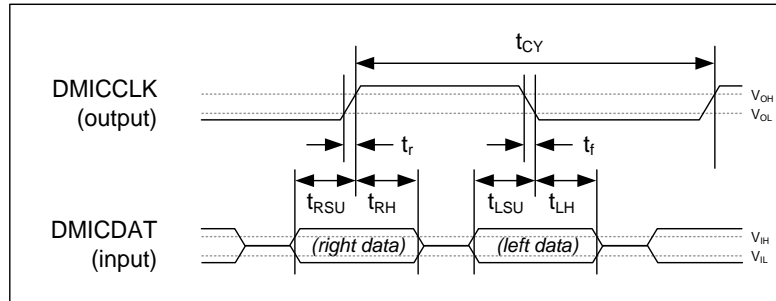 tCY
DMICCLK
(output)
VOH
VOL
tr
tf
tRSU
tRH
tLSU
tLH
DMICDAT
(input)
(right data)
(left data)
VIH
VIL